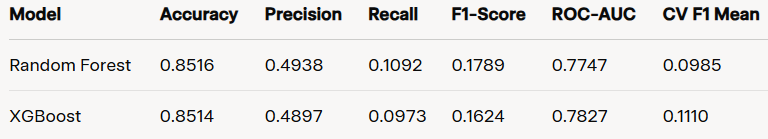 Model Accuracy Precision Recall F1-Score ROC-AUC CV F1 Mean
Random Forest 0.8516 0.4938 0.1092 0.1789 0.7747 0.0985
XGBoost 0.8514 0.4897 0.0973 0.1624 0.7827 0.1110